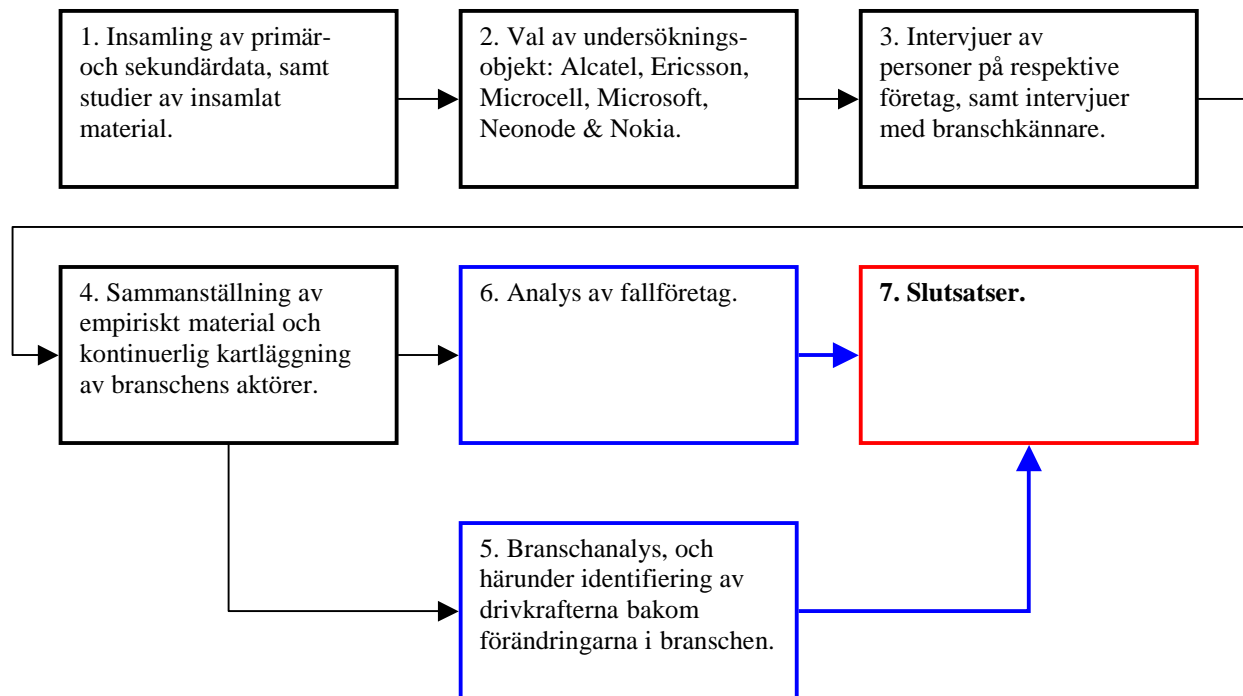 1. Insamling av primär-
och sekundärdata, samt
studier av insamlat
material.
2. Val av undersöknings-
objekt: Alcatel, Ericsson,
Microcell, Microsoft,
Neonode & Nokia.
3. Intervjuer av
personer på respektive
företag, samt intervjuer
med branschkännare.
4. Sammanställning av
empiriskt material och
kontinuerlig kartläggning
av branschens aktörer.
6. Analys av fallföretag.
7. Slutsatser.
5. Branschanalys, och
härunder identifiering av
drivkrafterna bakom
förändringarna i branschen.